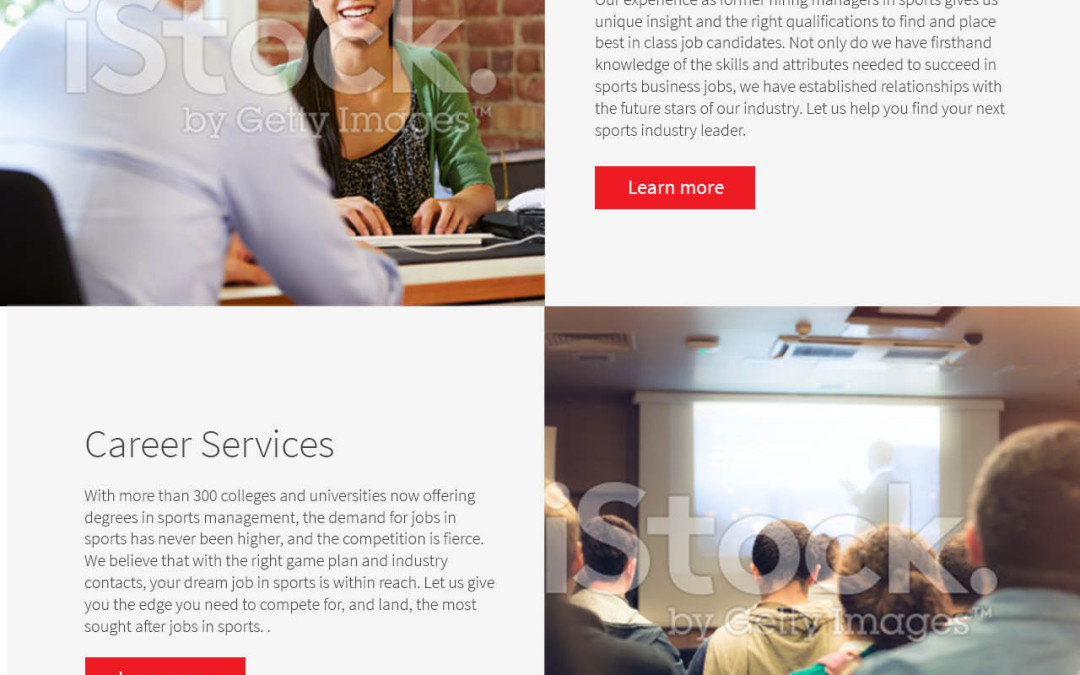 iStock.
by Getty Images™
Our experience as former hiring managers in sports gives us
unique insight and the right qualifications to find and place
best in class job candidates. Not only do we have firsthand
knowledge of the skills and attributes needed to succeed in
sports business jobs, we have established relationships with
the future stars of our industry. Let us help you find your next
sports industry leader.
Learn more
Career Services
With more than 300 colleges and universities now offering
degrees in sports management, the demand for jobs in
sports has never been higher, and the competition is fierce.
We believe that with the right game plan and industry
contacts, your dream job in sports is within reach. Let us give
you the edge you need to compete for, and land, the most
sought after jobs in sports. .
iStock.
by Getty Images™